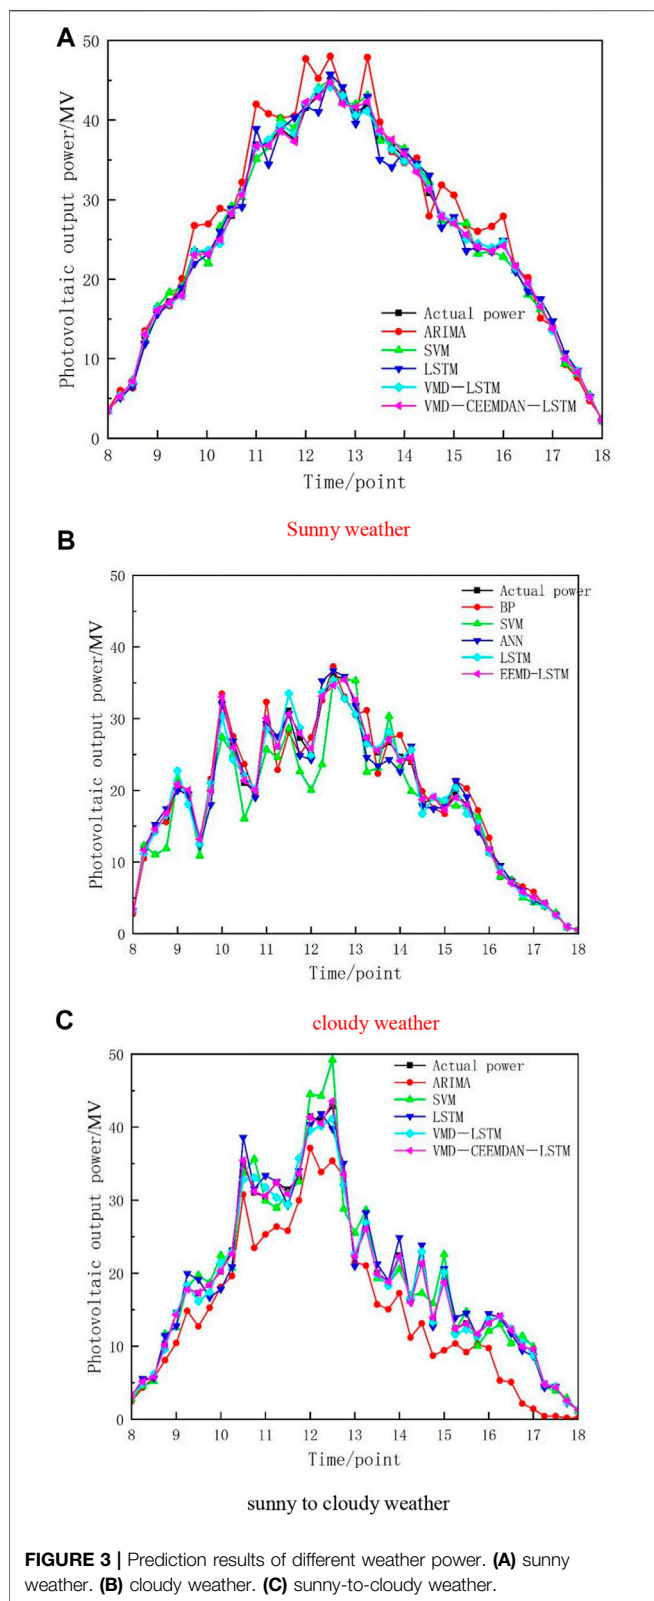 A
Photovoltaic output power/MV
50
40
30
20
10
0
Actual power
ARIMA
SVM
LSTM
VMD—LSTM
VMD—CEEMDAN—LSTM
8 9 10 11 12 13 14 15 16 17 18
Time/point
Sunny weather
B
Photovoltaic output power/MV
50
40
30
20
10
0
Actual power
BP
SVM
ANN
LSTM
EEMD-LSTM
8 9 10 11 12 13 14 15 16 17 18
Time/point
cloudy weather
C
Photovoltaic output power/MV
50
40
30
20
10
0
Actual power
ARIMA
SVM
LSTM
VMD—LSTM
VMD—CEEMDAN—LSTM
8 9 10 11 12 13 14 15 16 17 18
Time/point
sunny to cloudy weather
FIGURE 3 | Prediction results of different weather power. (A) sunny
weather. (B) cloudy weather. (C) sunny-to-cloudy weather.